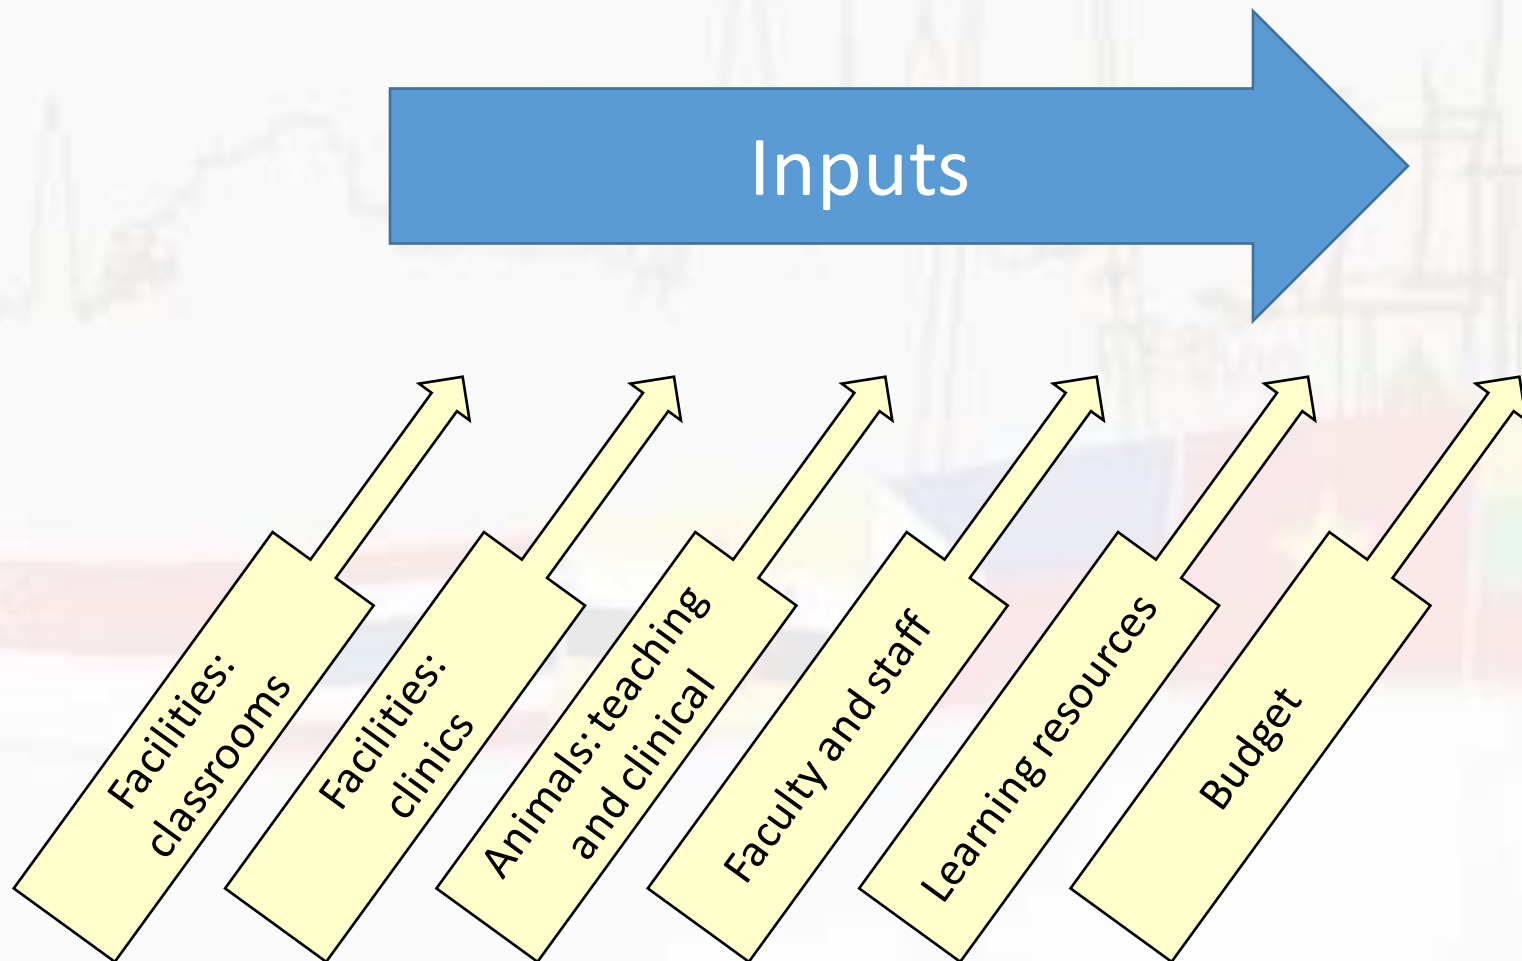 Inputs
Facilities:
classrooms
Facilities:
clinics
Animals: teaching
and clinical
Faculty and staff
Learning resources
Budget